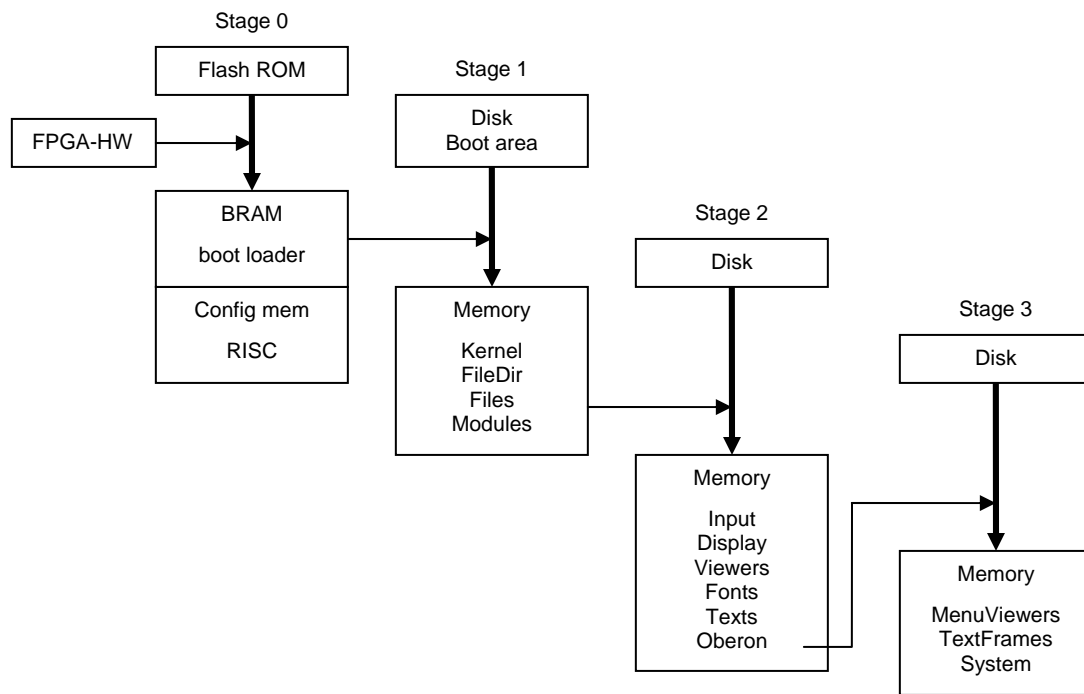 Stage 0
Flash ROM
FPGA-HW
BRAM
boot loader
Config mem
RISC
Stage 1
Disk
Boot area
Memory
Kernel
FileDir
Files
Modules
Stage 2
Disk
Memory
Input
Display
Viewers
Fonts
Texts
Oberon
Stage 3
Disk
Memory
MenuViewers
TextFrames
System